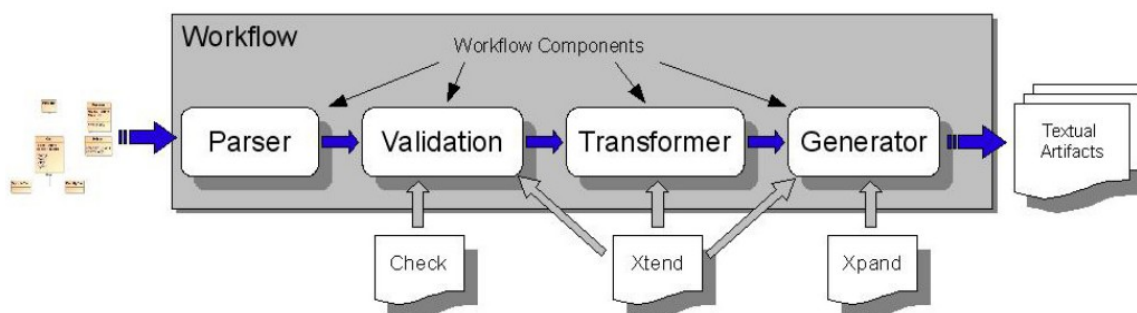 Workflow
Workflow Components
Parser
Validation
Transformer
Generator
Textual
Artifacts
Check
Xtend
Xpand